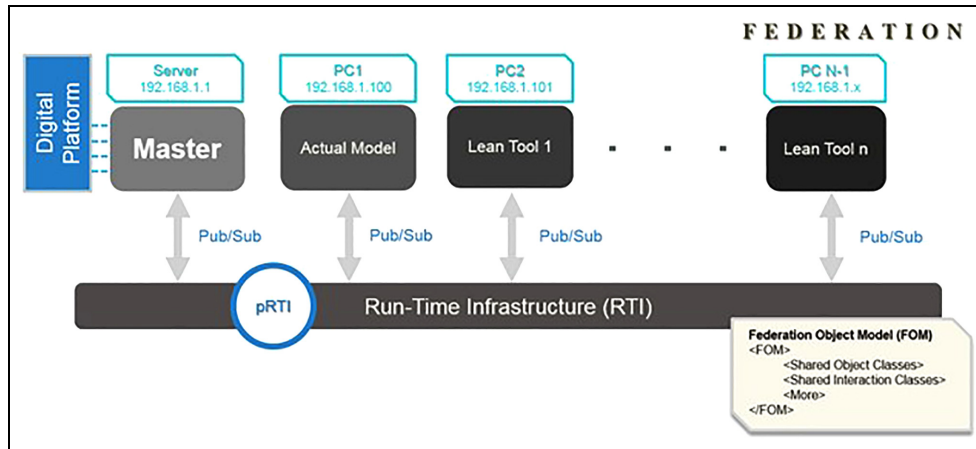 FEDERATION
Digital
Platform
Server
192.168.1.1
PC1
192.168.1.100
PC2
192.168.1.101
PC N-1
192.168.1.x
Master
Actual Model
Lean Tool 1
. . .
Lean Tool n
Pub/Sub
Pub/Sub
Pub/Sub
Pub/Sub
pRTI
Run-Time Infrastructure (RTI)
Federation Object Model (FOM)
<FOM>
<Shared Object Classes>
<Shared Interaction Classes>
<More>
</FOM>